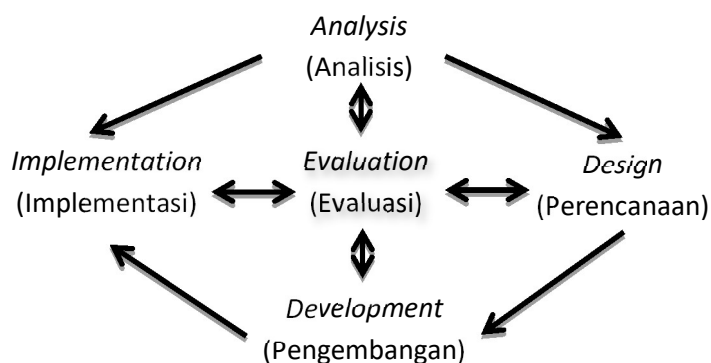 Analysis
(Analisis)
Implementation
(Implementasi)
Evaluation
(Evaluasi)
Design
(Perencanaan)
Development
(Pengembangan)